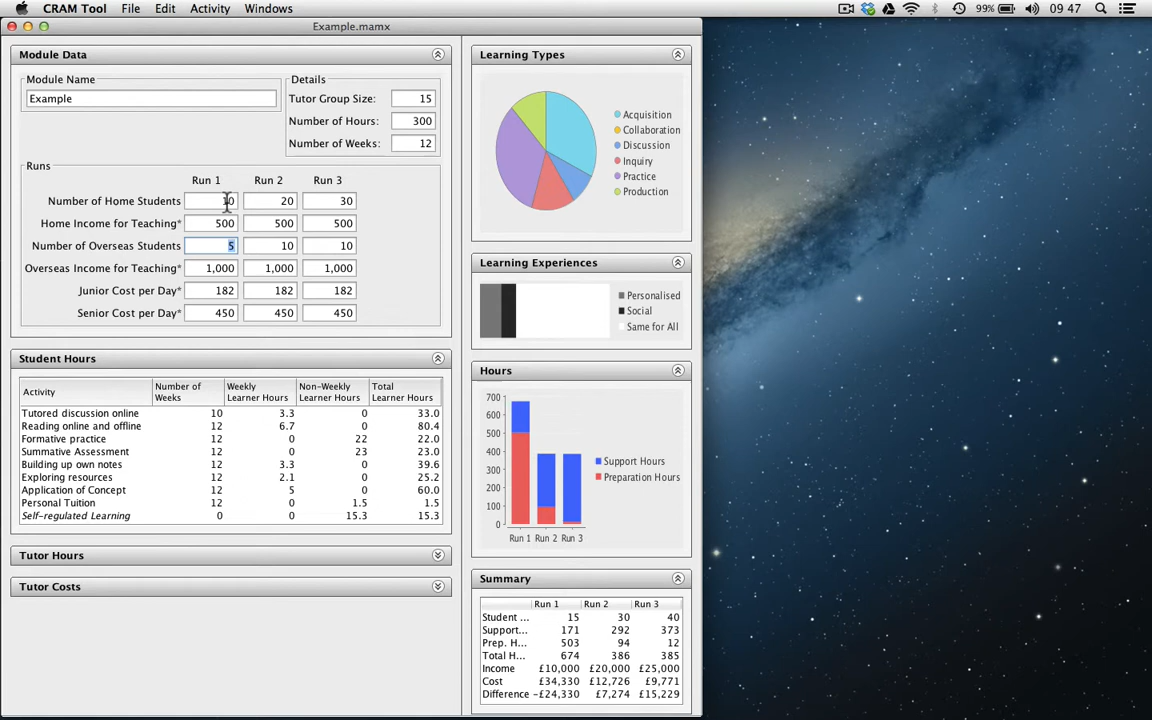 CRAM Tool File Edit Activity Windows 99% 09 47
Example.mamx
Module Data
Module Name
Example
Details
Tutor Group Size: 15
Number of Hours: 300
Number of Weeks: 12
Runs
Run 1 Run 2 Run 3
Number of Home Students 10 20 30
Home Income for Teaching* 500 500 500
Number of Overseas Students 5 10 10
Overseas Income for Teaching* 1,000 1,000 1,000
Junior Cost per Day* 182 182 182
Senior Cost per Day* 450 450 450
Student Hours
Activity Number of Weeks Weekly Learner Hours Non-Weekly Learner Hours Total Learner Hours
Tutored discussion online 10 3.3 0 33.0
Reading online and offline 12 6.7 0 80.4
Formative practice 12 0 22 22.0
Summative Assessment 12 0 23 23.0
Building up own notes 12 3.3 0 39.6
Exploring resources 12 2.1 0 25.2
Application of Concept 12 5 0 60.0
Personal Tuition 12 0 1.5 1.5
Self-regulated Learning 0 0 15.3 15.3
Tutor Hours
Tutor Costs
Learning Types
Acquisition
Collaboration
Discussion
Inquiry
Practice
Production
Learning Experiences
Personalised
Social
Same for All
Hours
700
600
500
400
300
200
100
0
Run 1 Run 2 Run 3
Support Hours
Preparation Hours
Summary
Run 1 Run 2 Run 3
Student ... 15 30 40
Support... 171 292 373
Prep. H... 503 94 12
Total H... 674 386 385
Income £10,000 £20,000 £25,000
Cost £34,330 £12,726 £9,771
Difference -£24,330 £7,274 £15,229